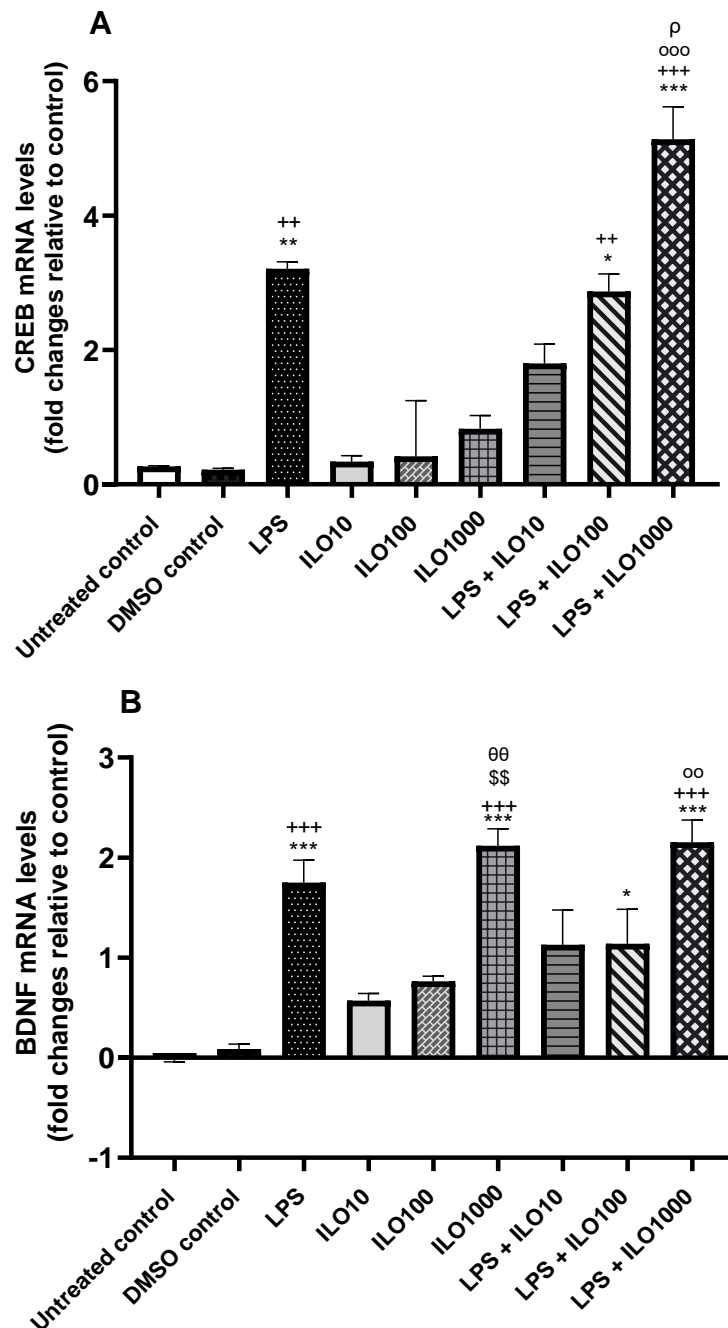 A
CREB mRNA levels
(fold changes relative to control)
6
4
2
0
++
**
++
*
ρ
ooo
+++
***
Untreated control
DMSO control
LPS
ILO10
ILO100
ILO1000
LPS + ILO10
LPS + ILO100
LPS + ILO1000
B
BDNF mRNA levels
(fold changes relative to control)
3
2
1
0
-1
+++
***
θθ
$$
+++
***
*
oo
+++
***
Untreated control
DMSO control
LPS
ILO10
ILO100
ILO1000
LPS + ILO10
LPS + ILO100
LPS + ILO1000